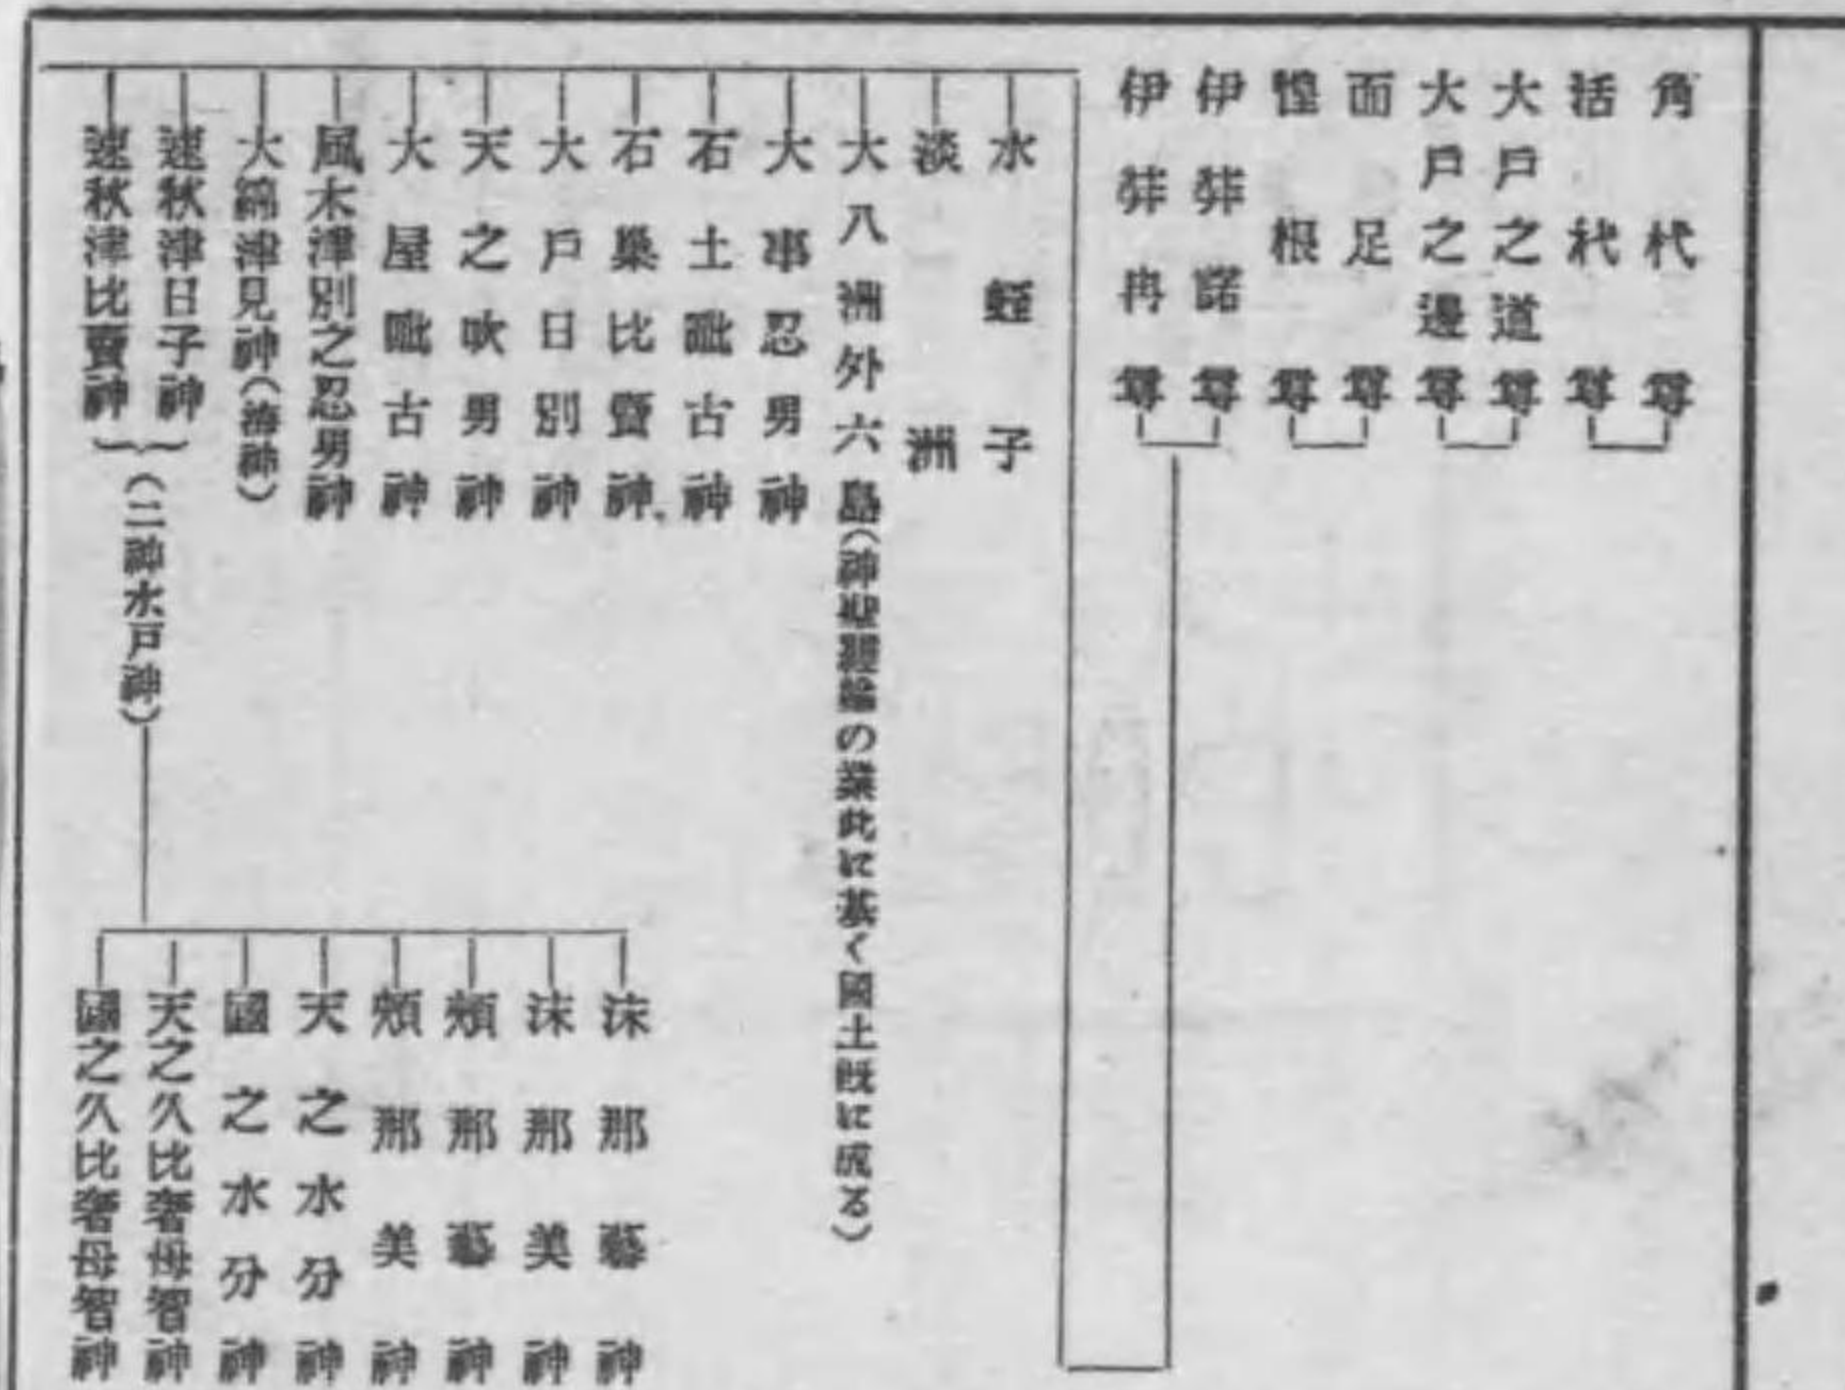 角杙尊
活杙尊
大戸之道尊
大戸之邊尊
面足尊
惶根尊
伊弉諾尊
伊弉冉尊
水蛭子
淡洲
大八洲外六島(神聖經綸の業此に基く國土既に成る)
大事忍男神
石土毗古神
石巢比賣神
大戸日別神
天之吹男神
大屋毗古神
風木津別之忍男神
大綿津見神(海神)
速秋津日子神
速秋津比賣神
(二神水戸神)
沫那藝神
沫那美神
頰那藝神
頰那美神
天之水分神
國之水分神
天之久比奢母智神
國之久比奢母智神